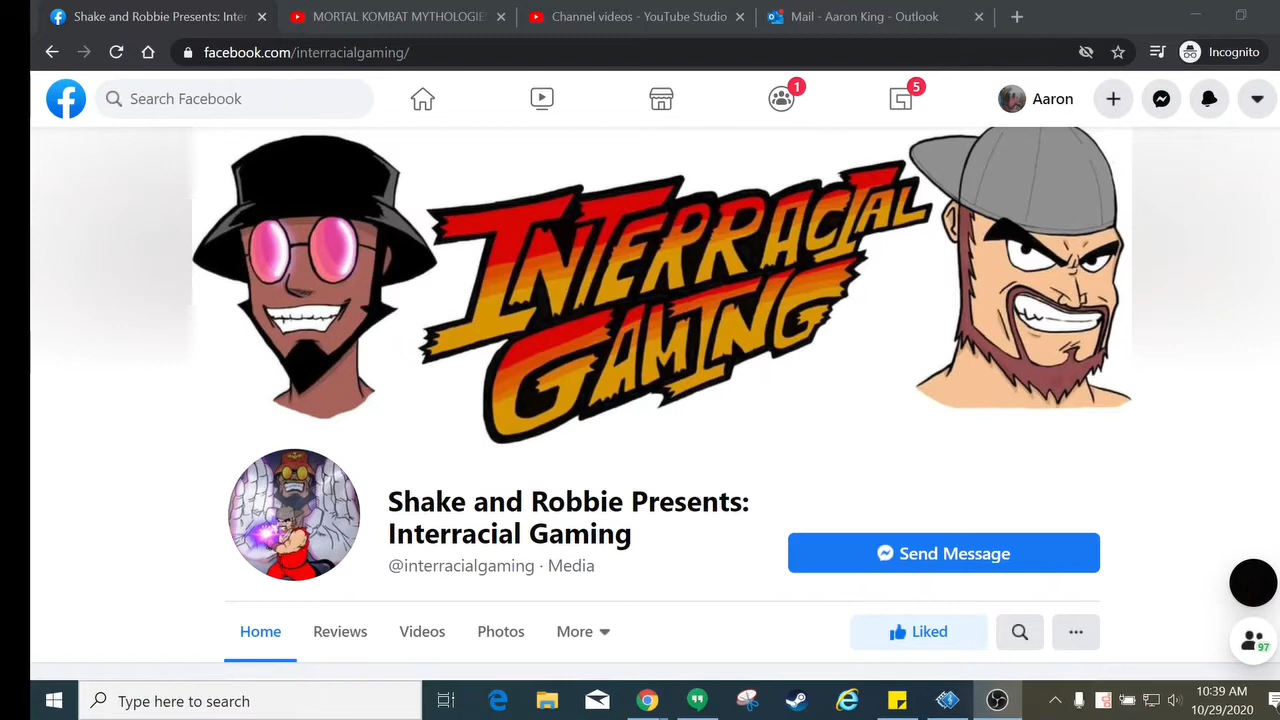 Shake and Robbie Presents: Inter
MORTAL KOMBAT MYTHOLOGIE
Channel videos - YouTube Studio
Mail - Aaron King - Outlook
facebook.com/interracialgaming/
Incognito
Search Facebook
1
5
Aaron
INTERRACIAL
GAMING
Shake and Robbie Presents:
Interracial Gaming
@interracialgaming · Media
Send Message
Home
Reviews
Videos
Photos
More
Liked
97
Type here to search
10:39 AM
10/29/2020